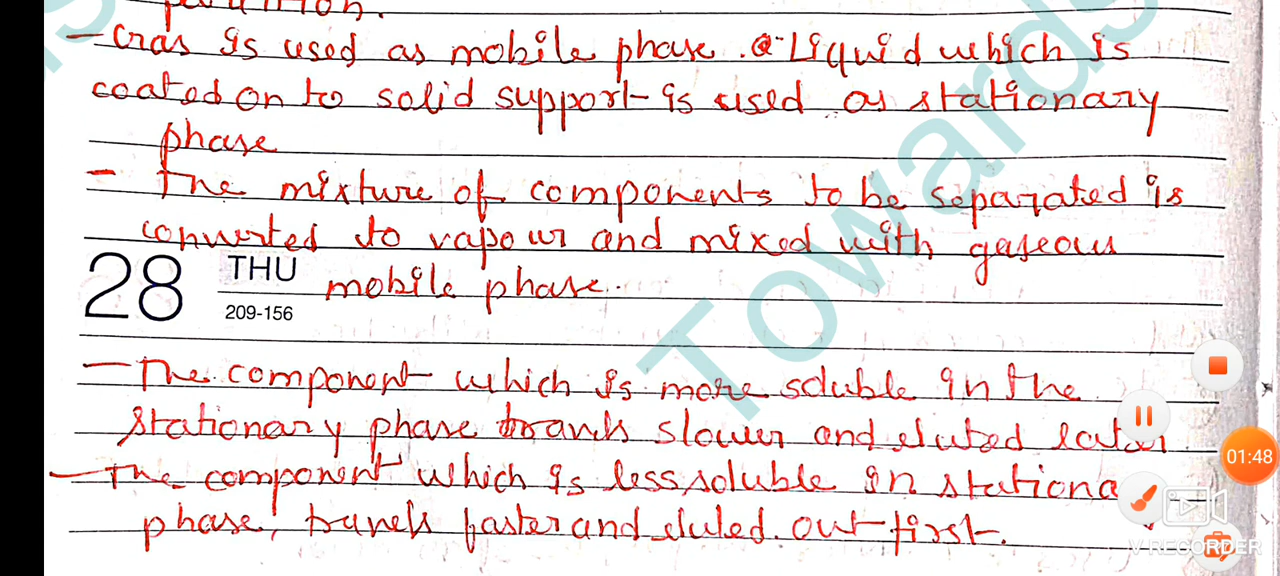 - Gas is used as mobile phase. a- Liquid which is
coated on to solid support is used as stationary
phase
- The mixture of components to be separated is
converted to vapour and mixed with gaseous
28 THU mobile phase.
209-156
- The component which is more soluble in the
stationary phase travels slower and eluted later
- The component which is less soluble in stationa
phase, travels faster and eluted out first.
Towards
01:48
V RECORDER